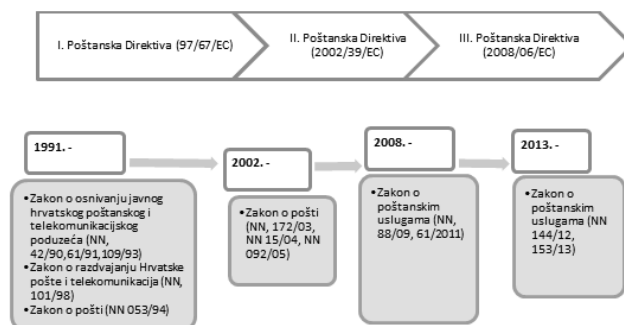 I. Poštanska Direktiva (97/67/EC)
II. Poštanska Direktiva
(2002/39/EC)
III. Poštanska Direktiva
(2008/06/EC)
1991. -
•Zakon o osnivanju javnog
hrvatskog poštanskog i
telekomunikacijskog
poduzeća (NN,
42/90,61/91,109/93)
•Zakon o razdvajanju Hrvatske
pošte i telekomunikacija (NN,
101/98)
•Zakon o pošti (NN 053/94)
2002. -
•Zakon o pošti
(NN, 172/03,
NN 15/04, NN
092/05)
2008. -
•Zakon o
poštanskim
uslugama (NN,
88/09, 61/2011)
2013. -
•Zakon o
poštanskim
uslugama (NN
144/12,
153/13)